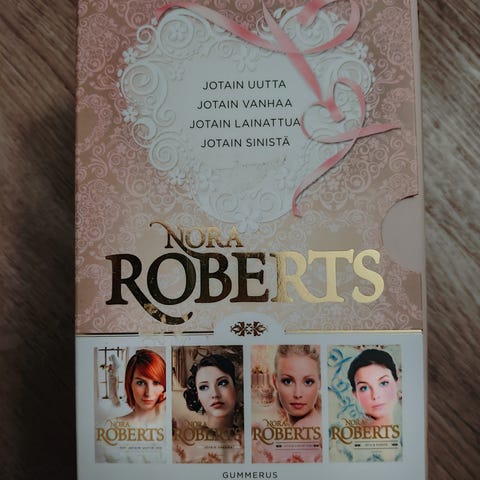 JOTAIN UUTTA
JOTAIN VANHAA
JOTAIN LAINATTUA
JOTAIN SINISTÄ
NORA
ROBERTS
NORA
ROBERTS
NORA
ROBERTS
NORA
ROBERTS
NORA
ROBERTS
GUMMERUS